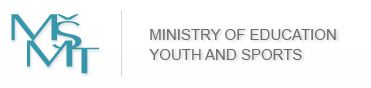 MŠ
MT
MINISTRY OF EDUCATION
YOUTH AND SPORTS